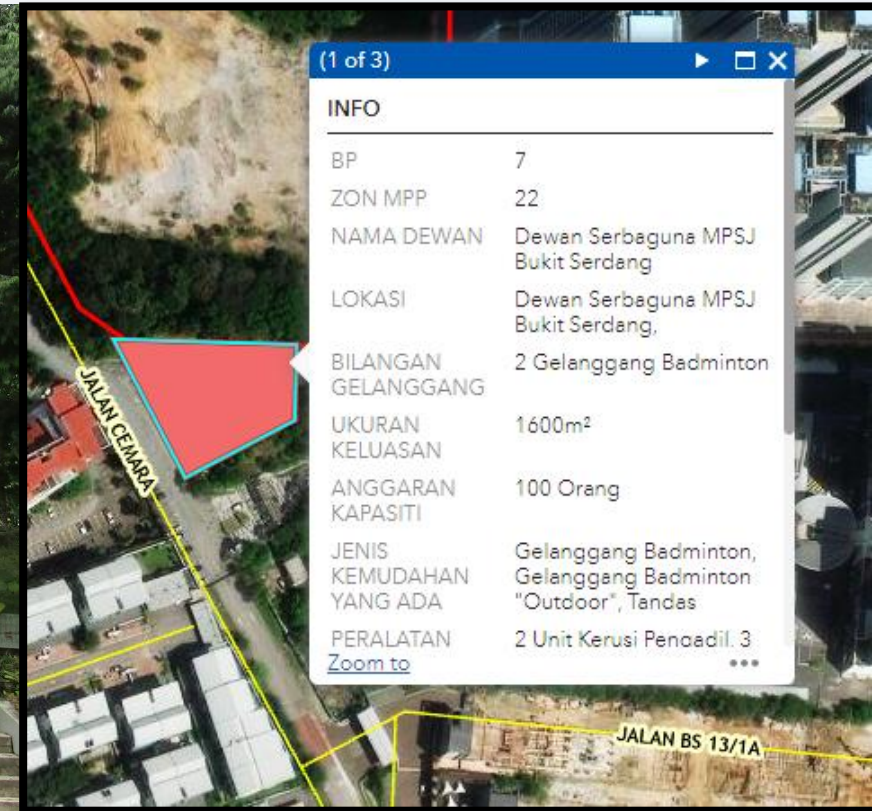 (1 of 3)
INFO
BP 7
ZON MPP 22
NAMA DEWAN Dewan Serbaguna MPSJ
Bukit Serdang
LOKASI Dewan Serbaguna MPSJ
Bukit Serdang,
BILANGAN 2 Gelanggang Badminton
GELANGGANG
UKURAN 1600m²
KELUASAN
ANGGARAN 100 Orang
KAPASITI
JENIS Gelanggang Badminton,
KEMUDAHAN Gelanggang Badminton
YANG ADA "Outdoor", Tandas
PERALATAN 2 Unit Kerusi Pengadil. 3
Zoom to
JALAN CEMARA
JALAN BS 13/1A